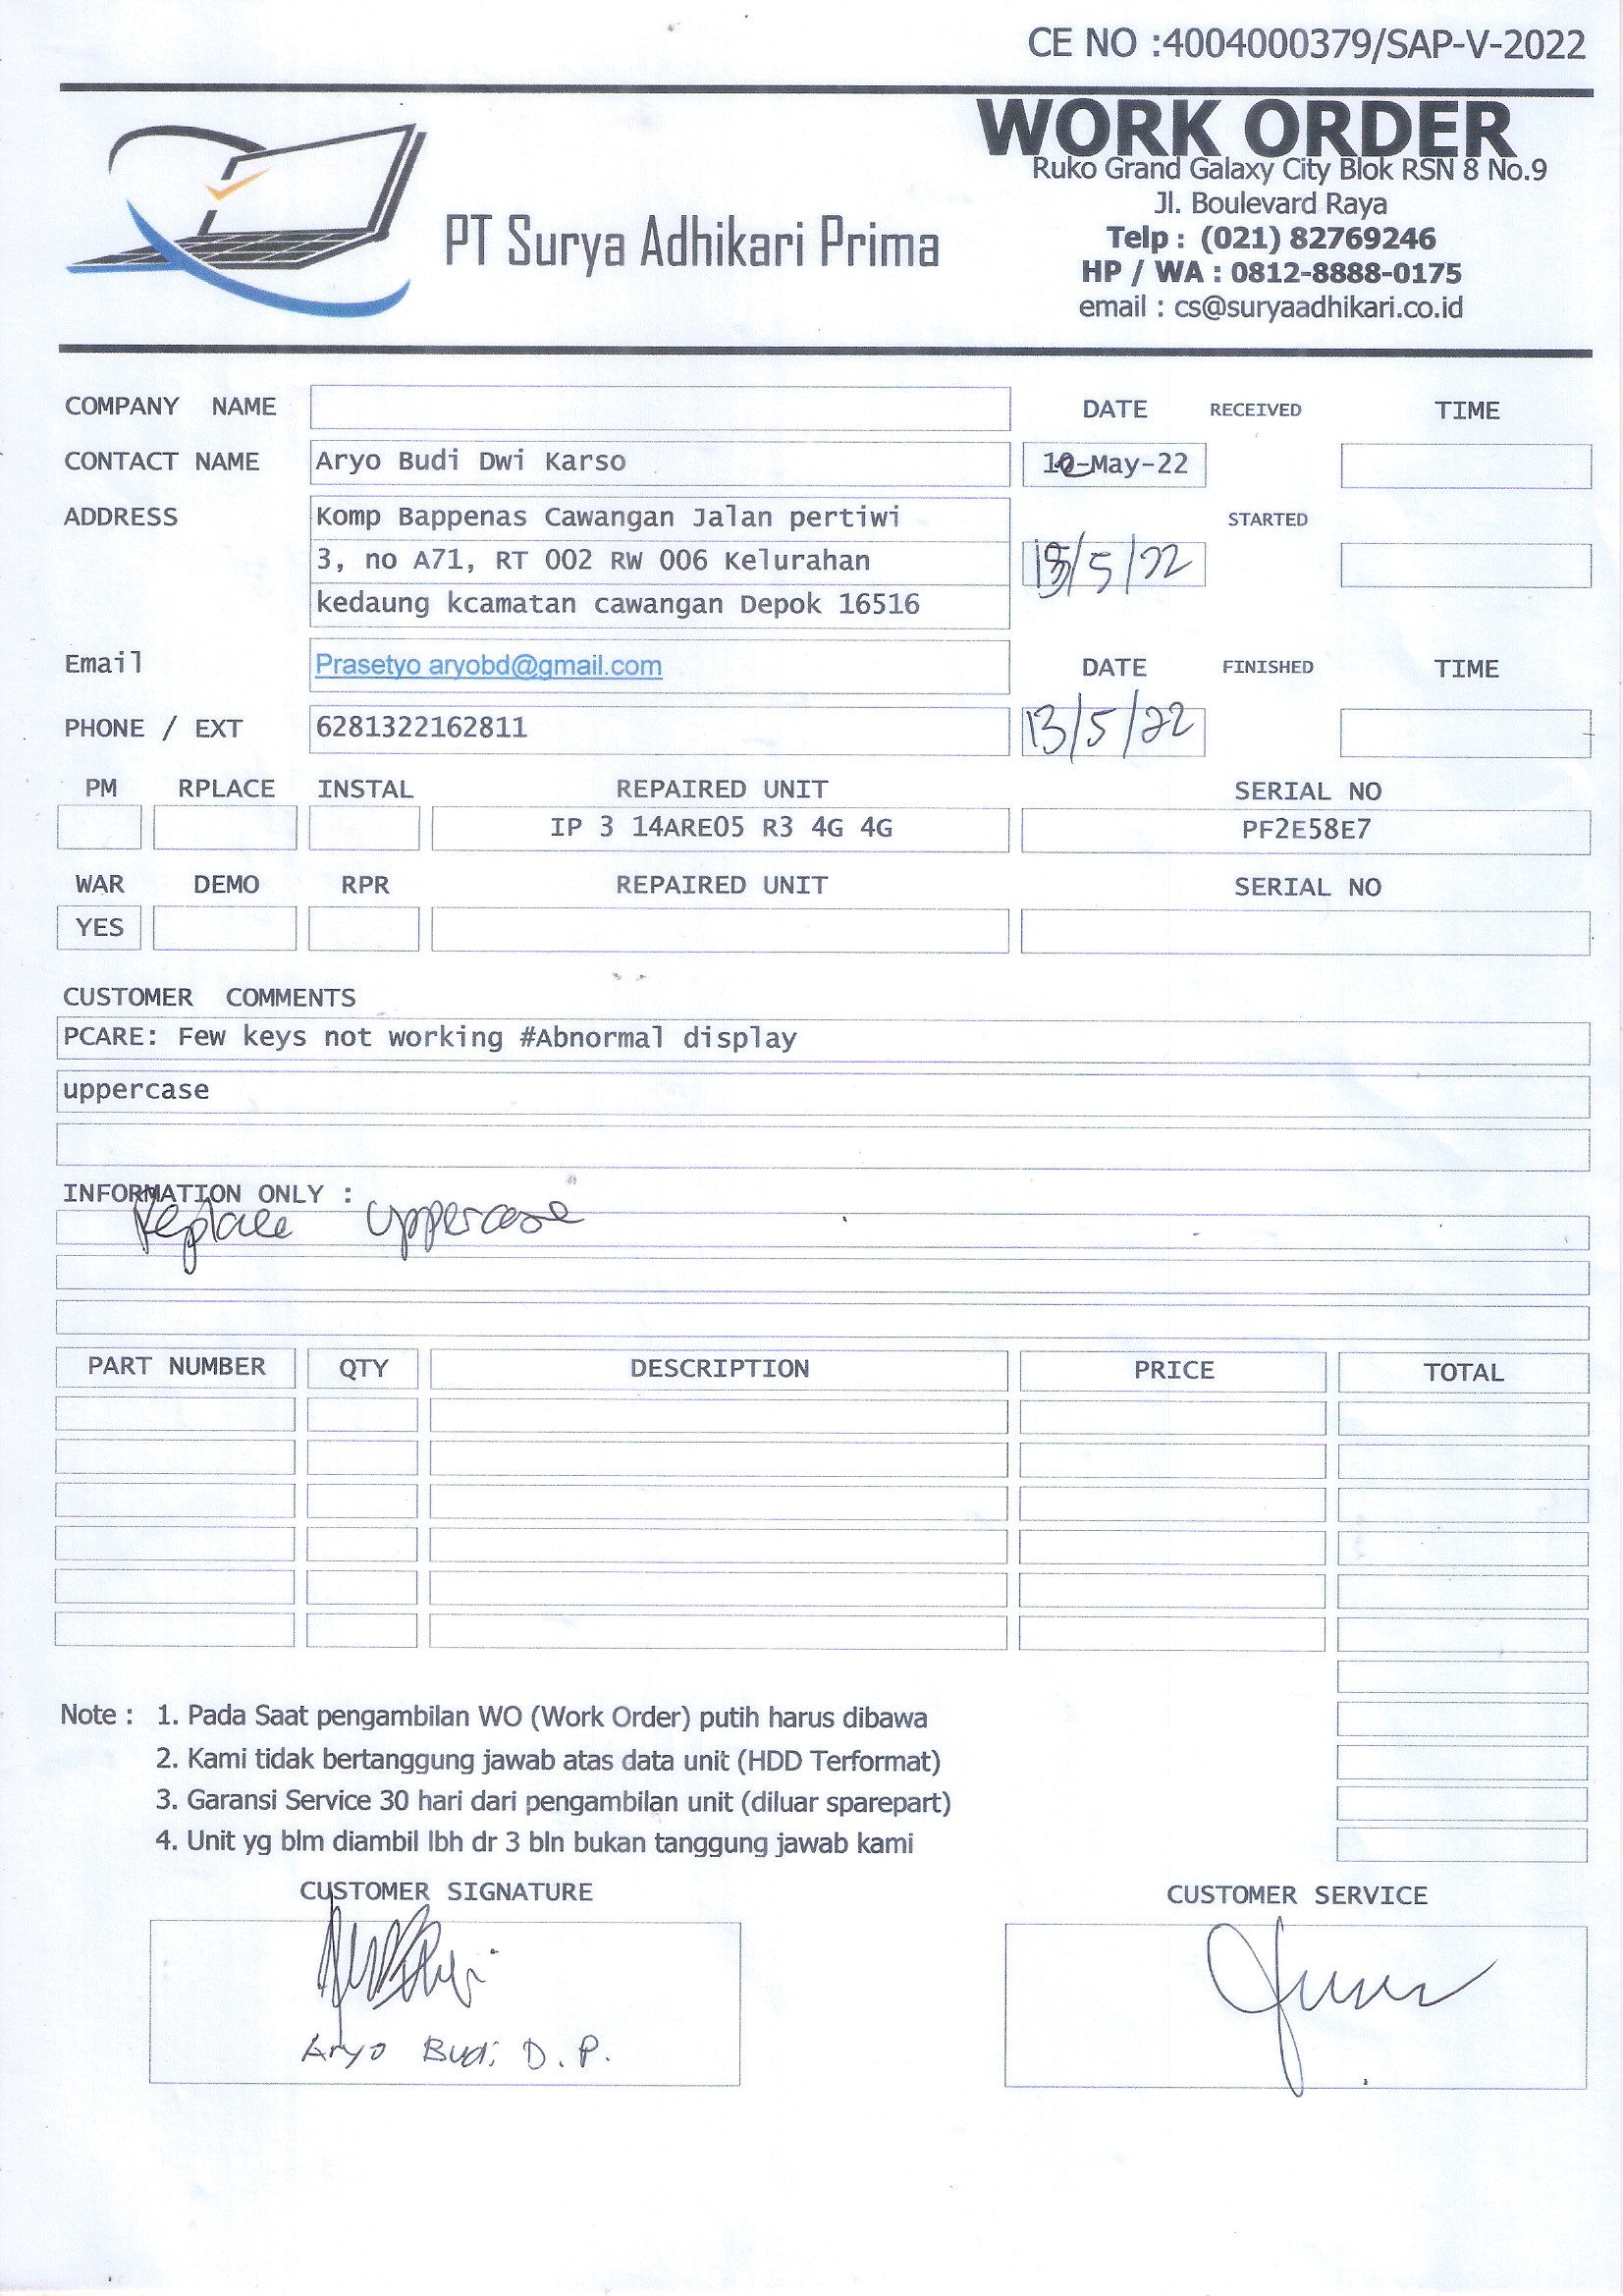 CE NO :4004000379/SAP-V-2022
WORK ORDER
Ruko Grand Galaxy City Blok RSN 8 No.9
Jl. Boulevard Raya
Telp : (021) 82769246
HP / WA : 0812-8888-0175
email : cs@suryaadhikari.co.id
PT Surya Adhikari Prima
COMPANY NAME
DATE RECEIVED TIME
CONTACT NAME Aryo Budi Dwi Karso
-May-22
ADDRESS Komp Bappenas Cawangan Jalan pertiwi
STARTED
3, no A71, RT 002 RW 006 Kelurahan
/5/22
kedaung kcamatan cawangan Depok 16516
Email Prasetyo aryobd@gmail.com
DATE FINISHED TIME
PHONE / EXT 6281322162811
13/5/22
PM RPLACE INSTAL REPAIRED UNIT SERIAL NO
IP 3 14ARE05 R3 4G 4G PF2E58E7
WAR DEMO RPR REPAIRED UNIT SERIAL NO
YES
CUSTOMER COMMENTS
PCARE: Few keys not working #Abnormal display
uppercase
INFORMATION ONLY :
Replace uppercase
PART NUMBER QTY DESCRIPTION PRICE TOTAL
Note : 1. Pada Saat pengambilan WO (Work Order) putih harus dibawa
2. Kami tidak bertanggung jawab atas data unit (HDD Terformat)
3. Garansi Service 30 hari dari pengambilan unit (diluar sparepart)
4. Unit yg blm diambil lbh dr 3 bln bukan tanggung jawab kami
CUSTOMER SIGNATURE CUSTOMER SERVICE
Aryo Budi D.P.